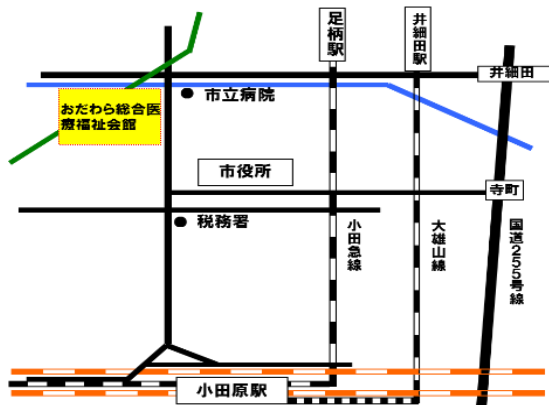 足柄駅
井細田駅
井細田
おだわら総合医
療福祉会館
市立病院
市役所
寺町
税務署
小田急線
大雄山線
国道255号線
小田原駅